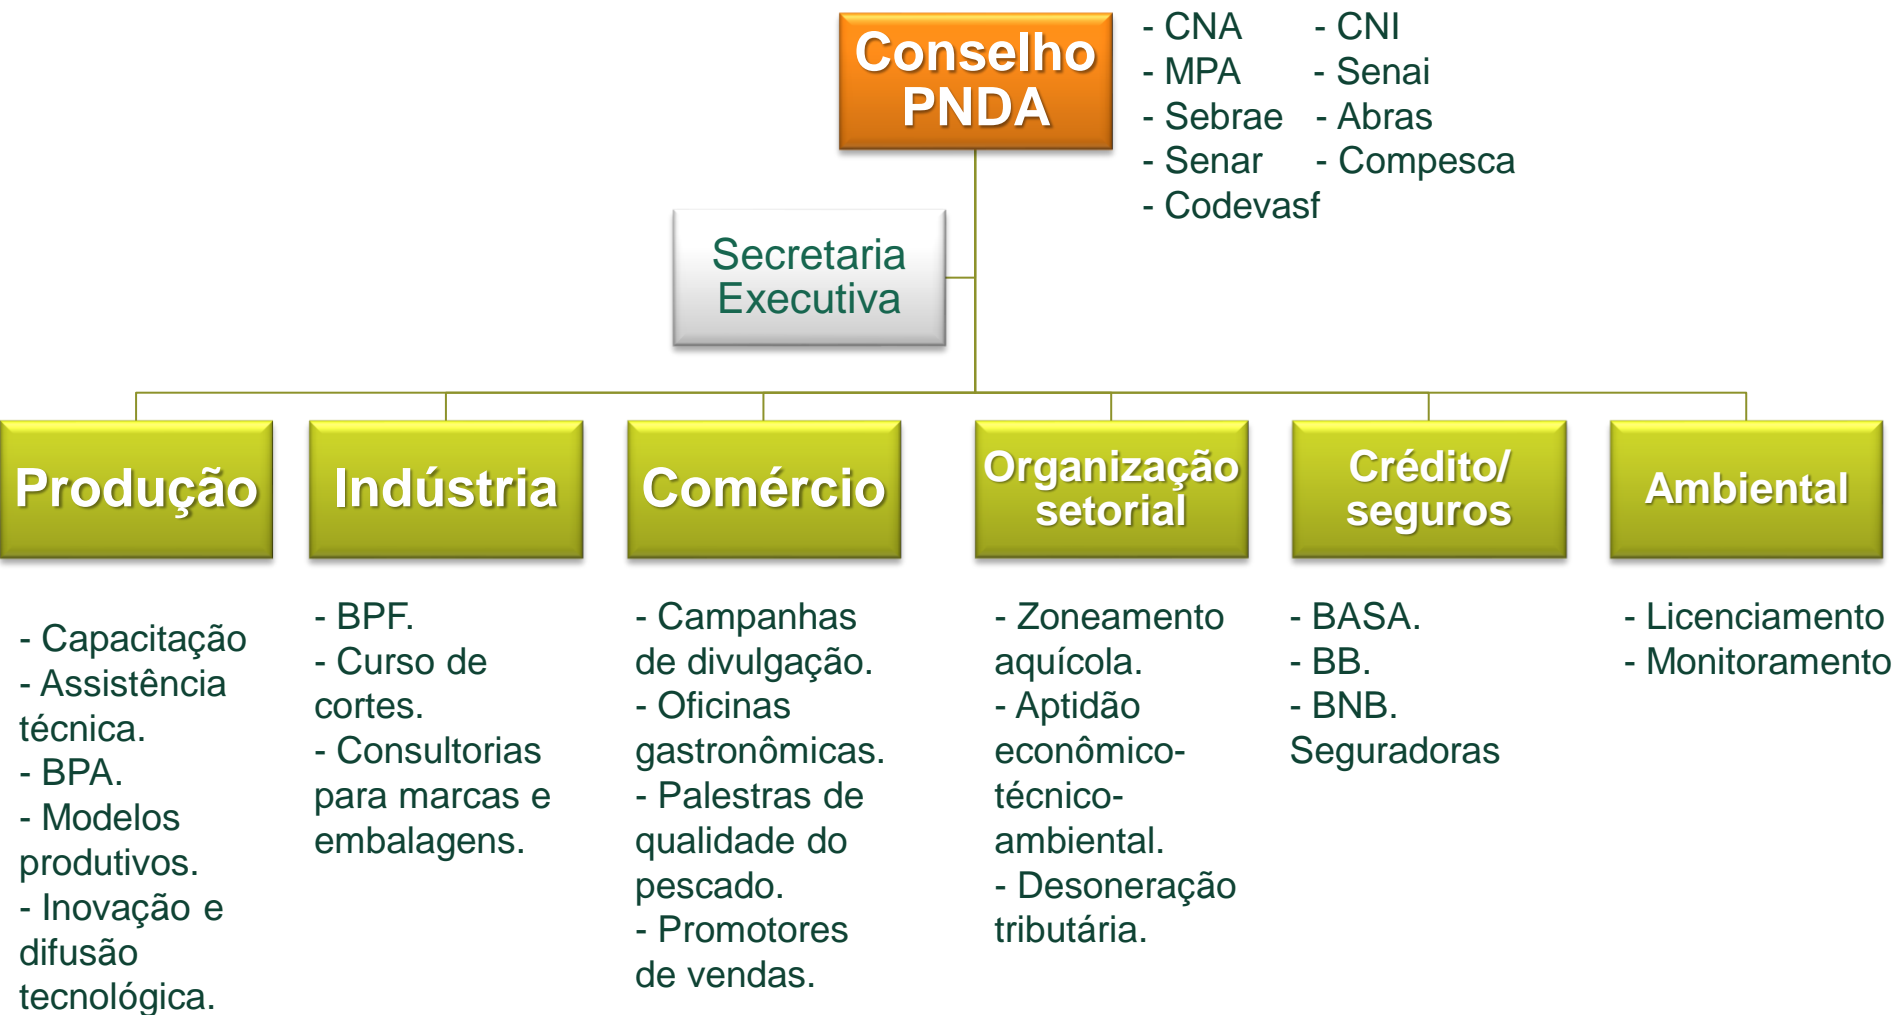 Conselho
PNDA
- CNA - CNI
- MPA - Senai
- Sebrae - Abras
- Senar - Compesca
- Codevasf
Secretaria
Executiva
Produção
Indústria
Comércio
Organização
setorial
Crédito/
seguros
Ambiental
- Capacitação
- Assistência
técnica.
- BPA.
- Modelos
produtivos.
- Inovação e
difusão
tecnológica.
- BPF.
- Curso de
cortes.
- Consultorias
para marcas e
embalagens.
- Campanhas
de divulgação.
- Oficinas
gastronômicas.
- Palestras de
qualidade do
pescado.
- Promotores
de vendas.
- Zoneamento
aquícola.
- Aptidão
econômico-
técnico-
ambiental.
- Desoneração
tributária.
- BASA.
- BB.
- BNB.
Seguradoras
- Licenciamento
- Monitoramento